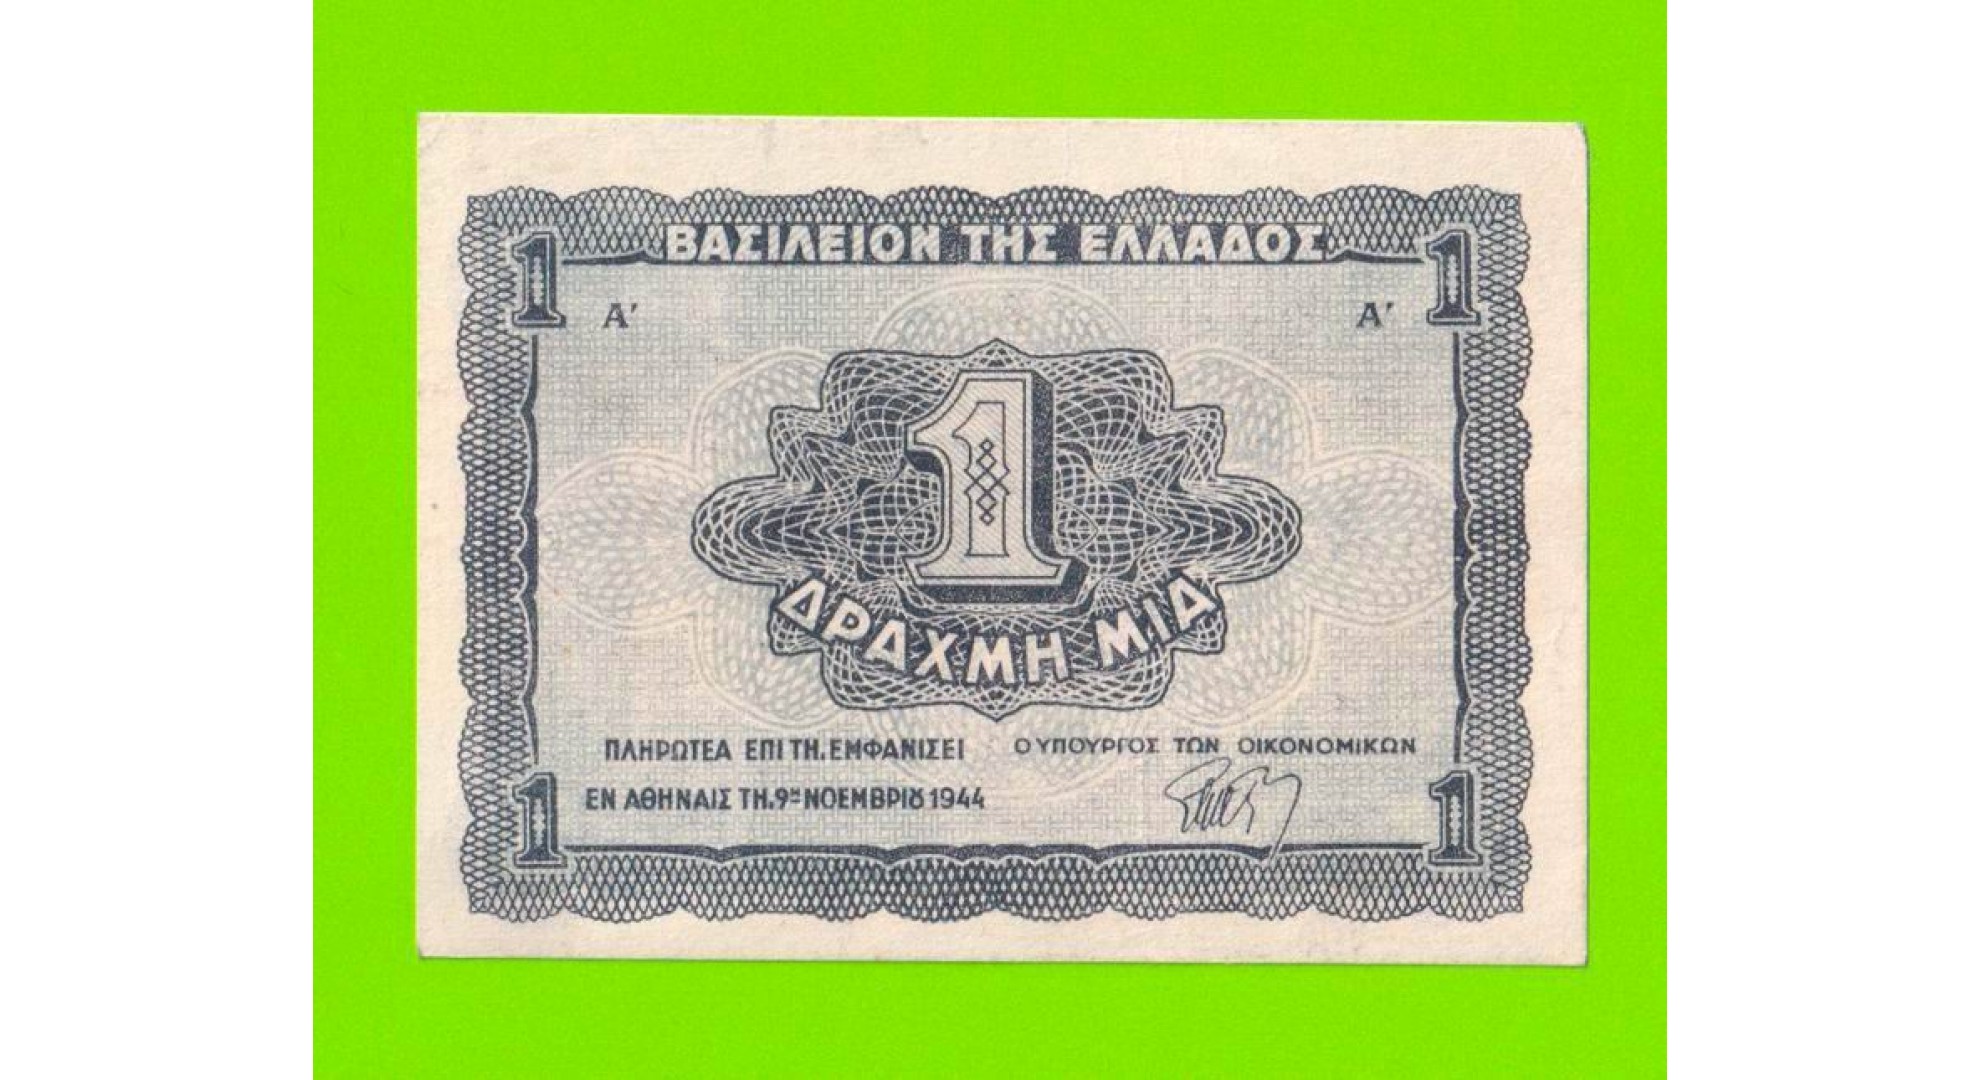 ΒΑΣΙΛΕΙΟΝ ΤΗΣ ΕΛΛΑΔΟΣ
1 1
Α′ Α′
1
ΔΡΑΧΜΗ ΜΙΑ
ΠΛΗΡΩΤΕΑ ΕΠΙ ΤΗ. ΕΜΦΑΝΙΣΕΙ Ο ΥΠΟΥΡΓΟΣ ΤΩΝ ΟΙΚΟΝΟΜΙΚΩΝ
ΕΝ ΑΘΗΝΑΙΣ ΤΗ. 9ῃ ΝΟΕΜΒΡΙȢ 1944
1 1